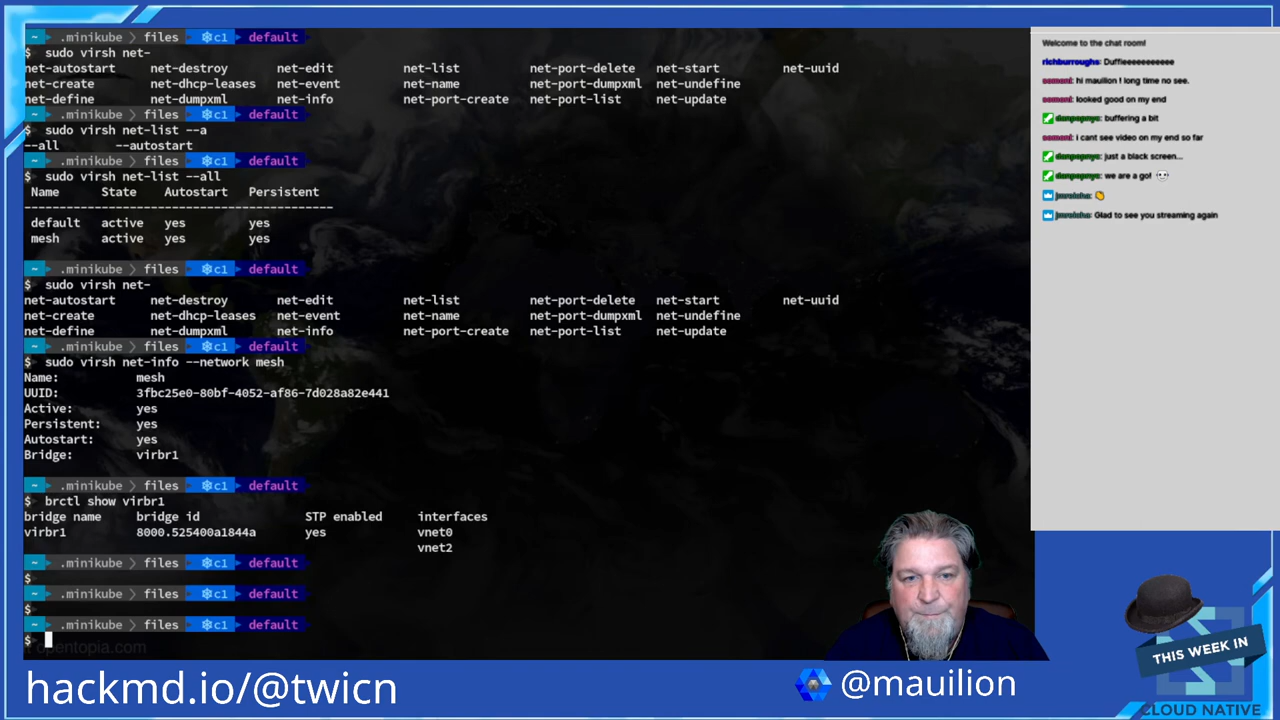 ~ .minikube files ❄c1 default
$ sudo virsh net-
net-autostart net-destroy net-edit net-list net-port-delete net-start net-uuid
net-create net-dhcp-leases net-event net-name net-port-dumpxml net-undefine
net-define net-dumpxml net-info net-port-create net-port-list net-update
~ .minikube files ❄c1 default
$ sudo virsh net-list --a
--all --autostart
~ .minikube files ❄c1 default
$ sudo virsh net-list --all
Name State Autostart Persistent
--------------------------------------------
default active yes yes
mesh active yes yes
~ .minikube files ❄c1 default
$ sudo virsh net-
net-autostart net-destroy net-edit net-list net-port-delete net-start net-uuid
net-create net-dhcp-leases net-event net-name net-port-dumpxml net-undefine
net-define net-dumpxml net-info net-port-create net-port-list net-update
~ .minikube files ❄c1 default
$ sudo virsh net-info --network mesh
Name: mesh
UUID: 3fbc25e0-80bf-4052-af86-7d028a82e441
Active: yes
Persistent: yes
Autostart: yes
Bridge: virbr1
~ .minikube files ❄c1 default
$ brctl show virbr1
bridge name bridge id STP enabled interfaces
virbr1 8000.525400a1844a yes vnet0
vnet2
~ .minikube files ❄c1 default
$
~ .minikube files ❄c1 default
$
~ .minikube files ❄c1 default
$
opentopia.com
Welcome to the chat room!
richburroughs: Duffieeeeeeeeeee
hi mauilion ! long time no see.
looked good on my end
danpopnyc: buffering a bit
i cant see video on my end so far
danpopnyc: just a black screen...
danpopnyc: we are a go!
👏
Glad to see you streaming again
hackmd.io/@twicn
@mauilion
THIS WEEK IN
CLOUD NATIVE